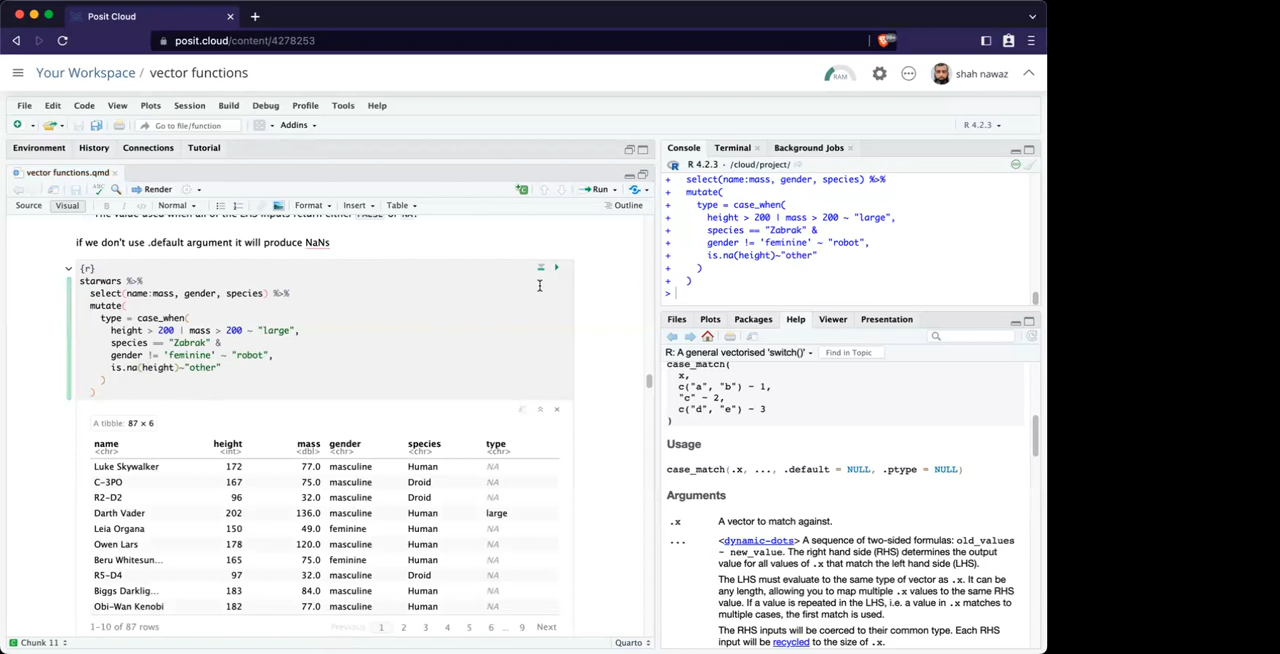 Posit Cloud
posit.cloud/content/4278253
Your Workspace / vector functions
RAM
shah nawaz
File Edit Code View Plots Session Build Debug Profile Tools Help
Go to file/function
Addins
R 4.2.3
Environment History Connections Tutorial
vector functions.qmd
Render
Run
Source Visual
B I
Normal
Format
Insert
Table
Outline
if we don't use .default argument it will produce NaNs
{r}
starwars %>%
select(name:mass, gender, species) %>%
mutate(
type = case_when(
height > 200 | mass > 200 ~ "large",
species == "Zabrak" &
gender != 'feminine' ~ "robot",
is.na(height)~"other"
)
)
A tibble: 87 × 6
name height mass gender species type
<chr> <int> <dbl> <chr> <chr> <chr>
Luke Skywalker 172 77.0 masculine Human NA
C-3PO 167 75.0 masculine Droid NA
R2-D2 96 32.0 masculine Droid NA
Darth Vader 202 136.0 masculine Human large
Leia Organa 150 49.0 feminine Human NA
Owen Lars 178 120.0 masculine Human NA
Beru Whitesun... 165 75.0 feminine Human NA
R5-D4 97 32.0 masculine Droid NA
Biggs Darklig... 183 84.0 masculine Human NA
Obi-Wan Kenobi 182 77.0 masculine Human NA
1-10 of 87 rows
Previous 1 2 3 4 5 6 ... 9 Next
Chunk 11
Quarto
Console Terminal Background Jobs
R 4.2.3 · /cloud/project/
+ select(name:mass, gender, species) %>%
+ mutate(
+ type = case_when(
+ height > 200 | mass > 200 ~ "large",
+ species == "Zabrak" &
+ gender != 'feminine' ~ "robot",
+ is.na(height)~"other"
+ )
+ )
>
Files Plots Packages Help Viewer Presentation
R: A general vectorised 'switch()'
Find in Topic
case_match(
x,
c("a", "b") ~ 1,
"c" ~ 2,
c("d", "e") ~ 3
)
Usage
case_match(.x, ..., .default = NULL, .ptype = NULL)
Arguments
.x A vector to match against.
... <dynamic-dots> A sequence of two-sided formulas: old_values
~ new_value. The right hand side (RHS) determines the output
value for all values of .x that match the left hand side (LHS).
The LHS must evaluate to the same type of vector as .x. It can be
any length, allowing you to map multiple .x values to the same RHS
value. If a value is repeated in the LHS, i.e. a value in .x matches to
multiple cases, the first match is used.
The RHS inputs will be coerced to their common type. Each RHS
input will be recycled to the size of .x.